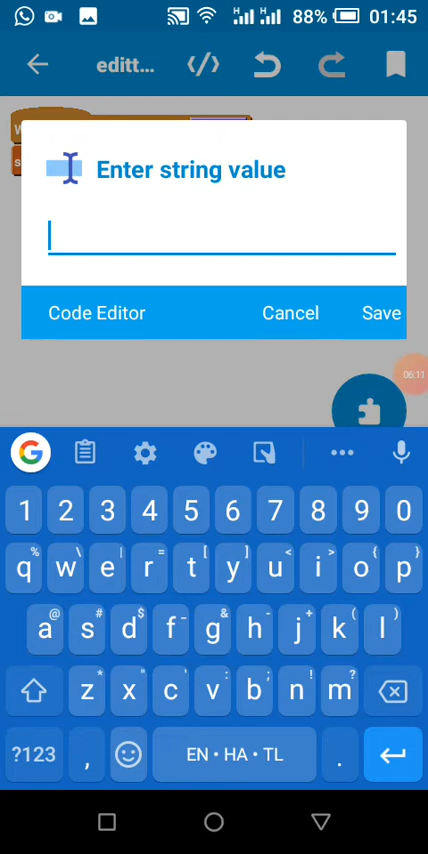 H H 88% 01:45
editt...
W
s
Enter string value
Code Editor Cancel Save
06:11
G
1 2 3 4 5 6 7 8 9 0
% \ | = [ ] < > { }
q w e r t y u i o p
@ # $ _ & - + ( )
a s d f g h j k l
* " ' : ; ! ?
z x c v b n m
?123 , EN • HA • TL .